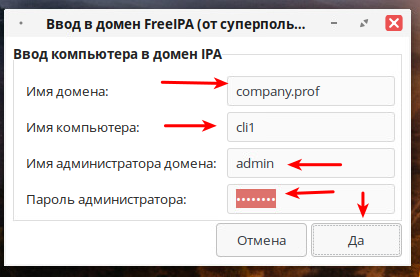 Ввод в домен FreeIPA (от суперполь...
Ввод компьютера в домен IPA
Имя домена: company.prof
Имя компьютера: cli1
Имя администратора домена: admin
Пароль администратора: ••••••••
Отмена Да